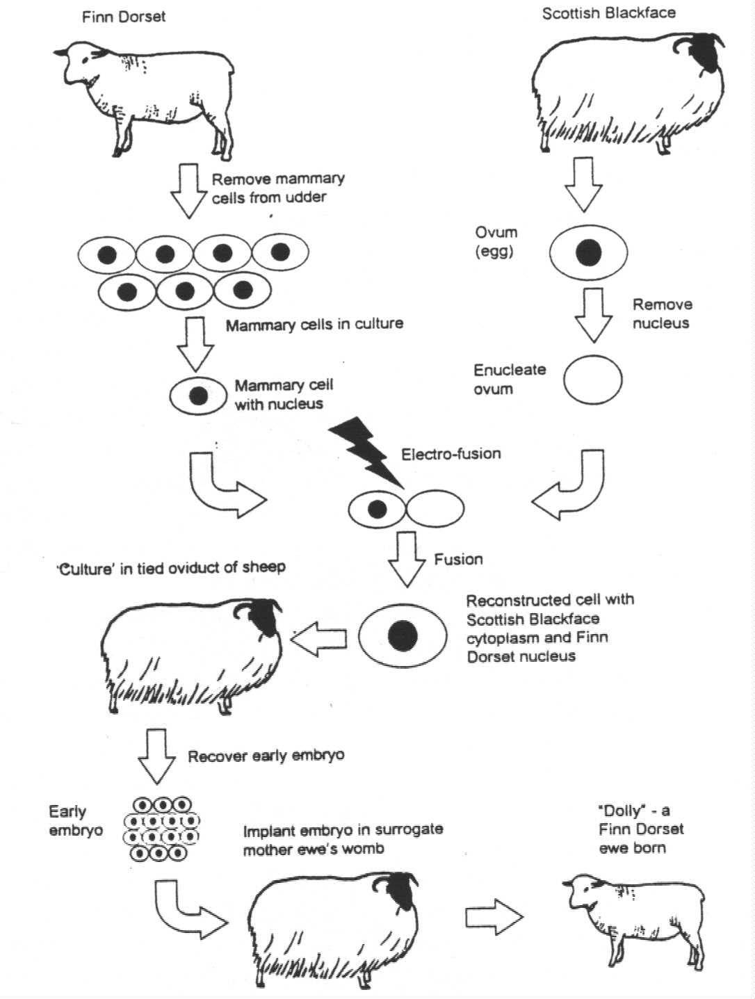 Finn Dorset
Scottish Blackface
Remove mammary
cells from udder
Ovum
(egg)
Remove
nucleus
Mammary cells in culture
Enucleate
ovum
Mammary cell
with nucleus
Electro-fusion
Fusion
'Culture' in tied oviduct of sheep
Reconstructed cell with
Scottish Blackface
cytoplasm and Finn
Dorset nucleus
Recover early embryo
Early
embryo
Implant embryo in surrogate
mother ewe's womb
"Dolly" - a
Finn Dorset
ewe born